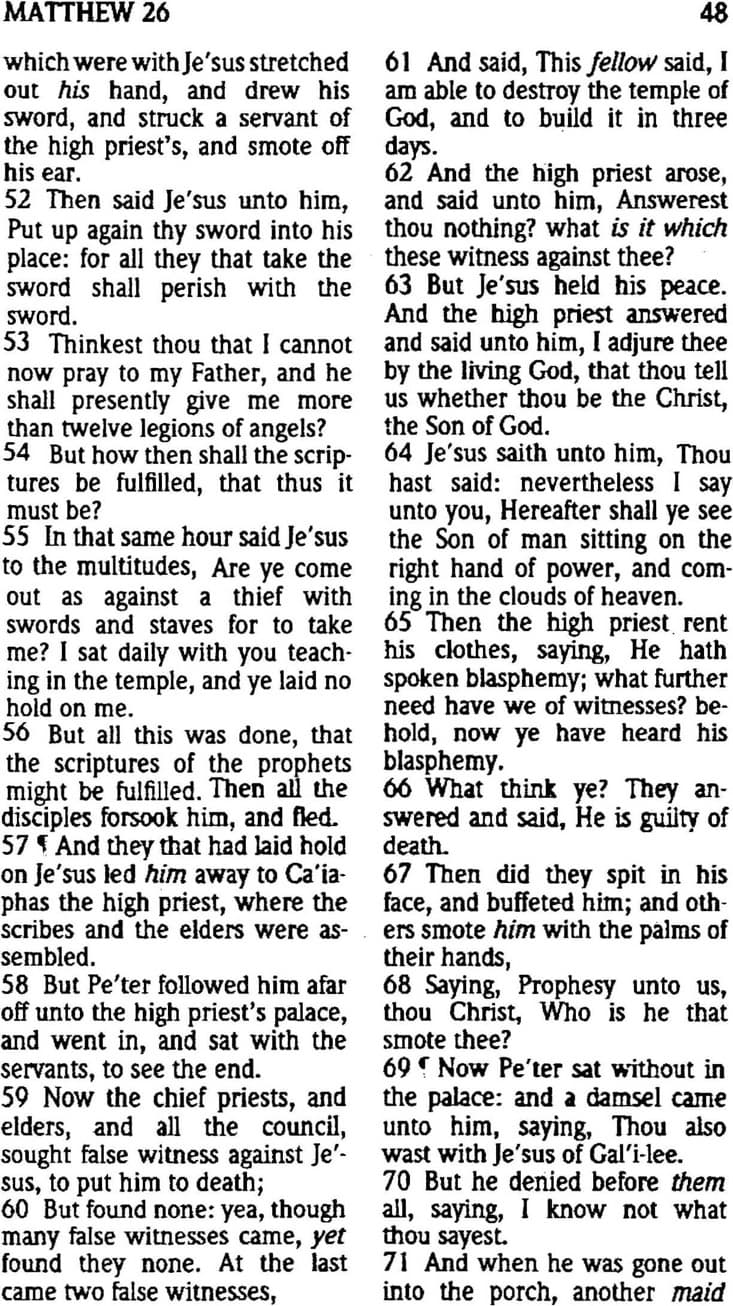 MATTHEW 26 48
which were with Je'sus stretched
out his hand, and drew his
sword, and struck a servant of
the high priest's, and smote off
his ear.
52 Then said Je'sus unto him,
Put up again thy sword into his
place: for all they that take the
sword shall perish with the
sword.
53 Thinkest thou that I cannot
now pray to my Father, and he
shall presently give me more
than twelve legions of angels?
54 But how then shall the scrip-
tures be fulfilled, that thus it
must be?
55 In that same hour said Je'sus
to the multitudes, Are ye come
out as against a thief with
swords and staves for to take
me? I sat daily with you teach-
ing in the temple, and ye laid no
hold on me.
56 But all this was done, that
the scriptures of the prophets
might be fulfilled. Then all the
disciples forsook him, and fled.
57 ¶ And they that had laid hold
on Je'sus led him away to Ca'ia-
phas the high priest, where the
scribes and the elders were as-
sembled.
58 But Pe'ter followed him afar
off unto the high priest's palace,
and went in, and sat with the
servants, to see the end.
59 Now the chief priests, and
elders, and all the council,
sought false witness against Je'-
sus, to put him to death;
60 But found none: yea, though
many false witnesses came, yet
found they none. At the last
came two false witnesses,
61 And said, This fellow said, I
am able to destroy the temple of
God, and to build it in three
days.
62 And the high priest arose,
and said unto him, Answerest
thou nothing? what is it which
these witness against thee?
63 But Je'sus held his peace.
And the high priest answered
and said unto him, I adjure thee
by the living God, that thou tell
us whether thou be the Christ,
the Son of God.
64 Je'sus saith unto him, Thou
hast said: nevertheless I say
unto you, Hereafter shall ye see
the Son of man sitting on the
right hand of power, and com-
ing in the clouds of heaven.
65 Then the high priest rent
his clothes, saying, He hath
spoken blasphemy; what further
need have we of witnesses? be-
hold, now ye have heard his
blasphemy.
66 What think ye? They an-
swered and said, He is guilty of
death.
67 Then did they spit in his
face, and buffeted him; and oth-
ers smote him with the palms of
their hands,
68 Saying, Prophesy unto us,
thou Christ, Who is he that
smote thee?
69 ¶ Now Pe'ter sat without in
the palace: and a damsel came
unto him, saying, Thou also
wast with Je'sus of Gal'i-lee.
70 But he denied before them
all, saying, I know not what
thou sayest.
71 And when he was gone out
into the porch, another maid